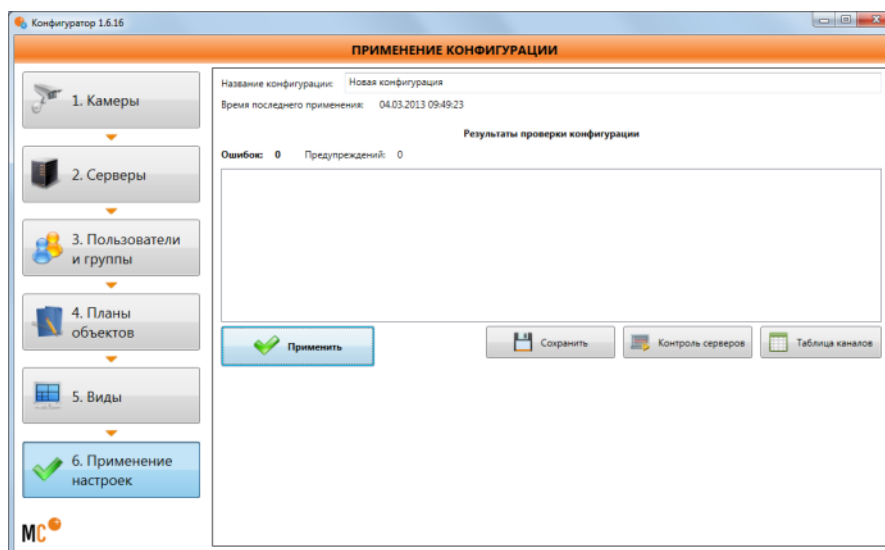 Конфигуратор 1.6.16
ПРИМЕНЕНИЕ КОНФИГУРАЦИИ
1. Камеры
2. Серверы
3. Пользователи
и группы
4. Планы
объектов
5. Виды
6. Применение
настроек
МС
Название конфигурации: Новая конфигурация
Время последнего применения: 04.03.2013 09:49:23
Результаты проверки конфигурации
Ошибок: 0 Предупреждений: 0
Применить Сохранить Контроль серверов Таблица каналов